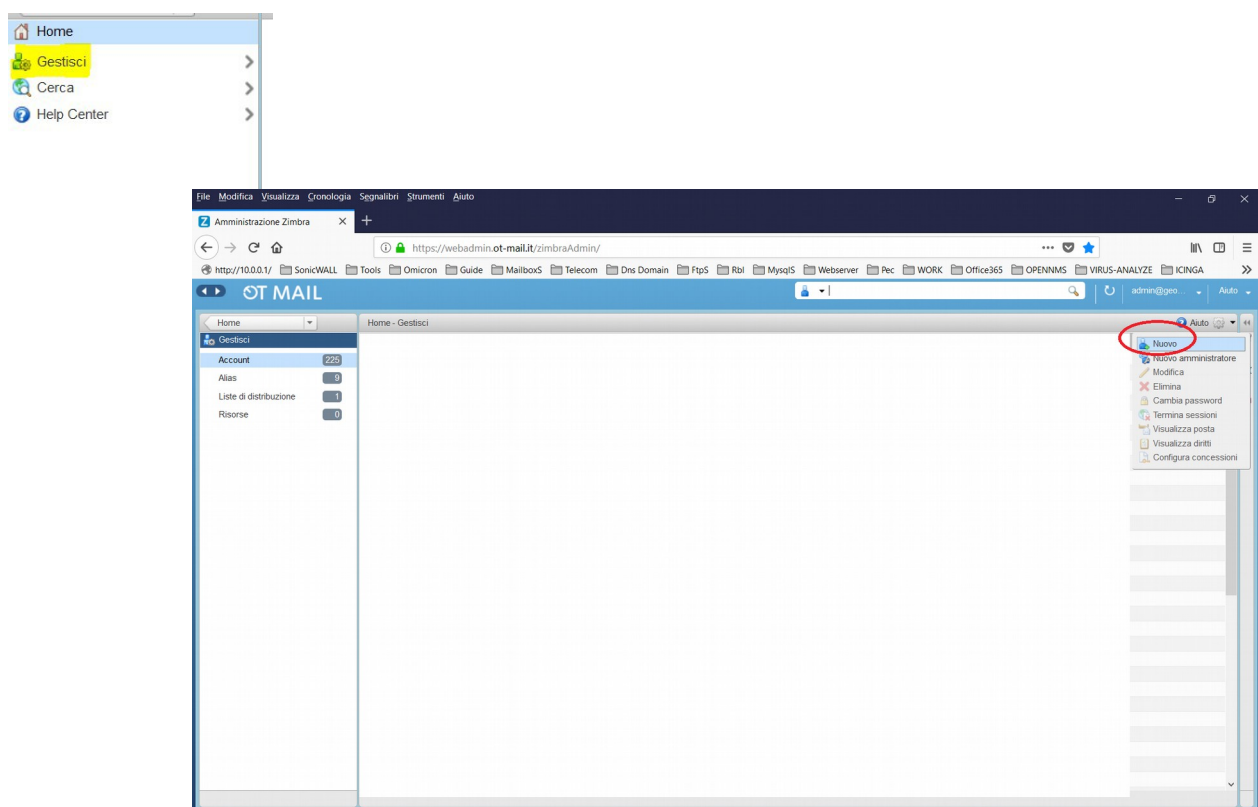 Home
Gestisci
Cerca
Help Center
File Modifica Visualizza Cronologia Segnalibri Strumenti Aiuto
Amministrazione Zimbra
https://webadmin.ot-mail.it/zimbraAdmin/
http://10.0.0.1/ SonicWALL Tools Omicron Guide MailboxS Telecom Dns Domain FtpS Rbl MysqlS Webserver Pec WORK Office365 OPENNMS VIRUS-ANALYZE ICINGA
OT MAIL admin@geo... Aiuto
Home Home - Gestisci Aiuto
Gestisci
Account 225
Alias 9
Liste di distribuzione 1
Risorse 0
Nuovo
Nuovo amministratore
Modifica
Elimina
Cambia password
Termina sessioni
Visualizza posta
Visualizza diritti
Configura concessioni